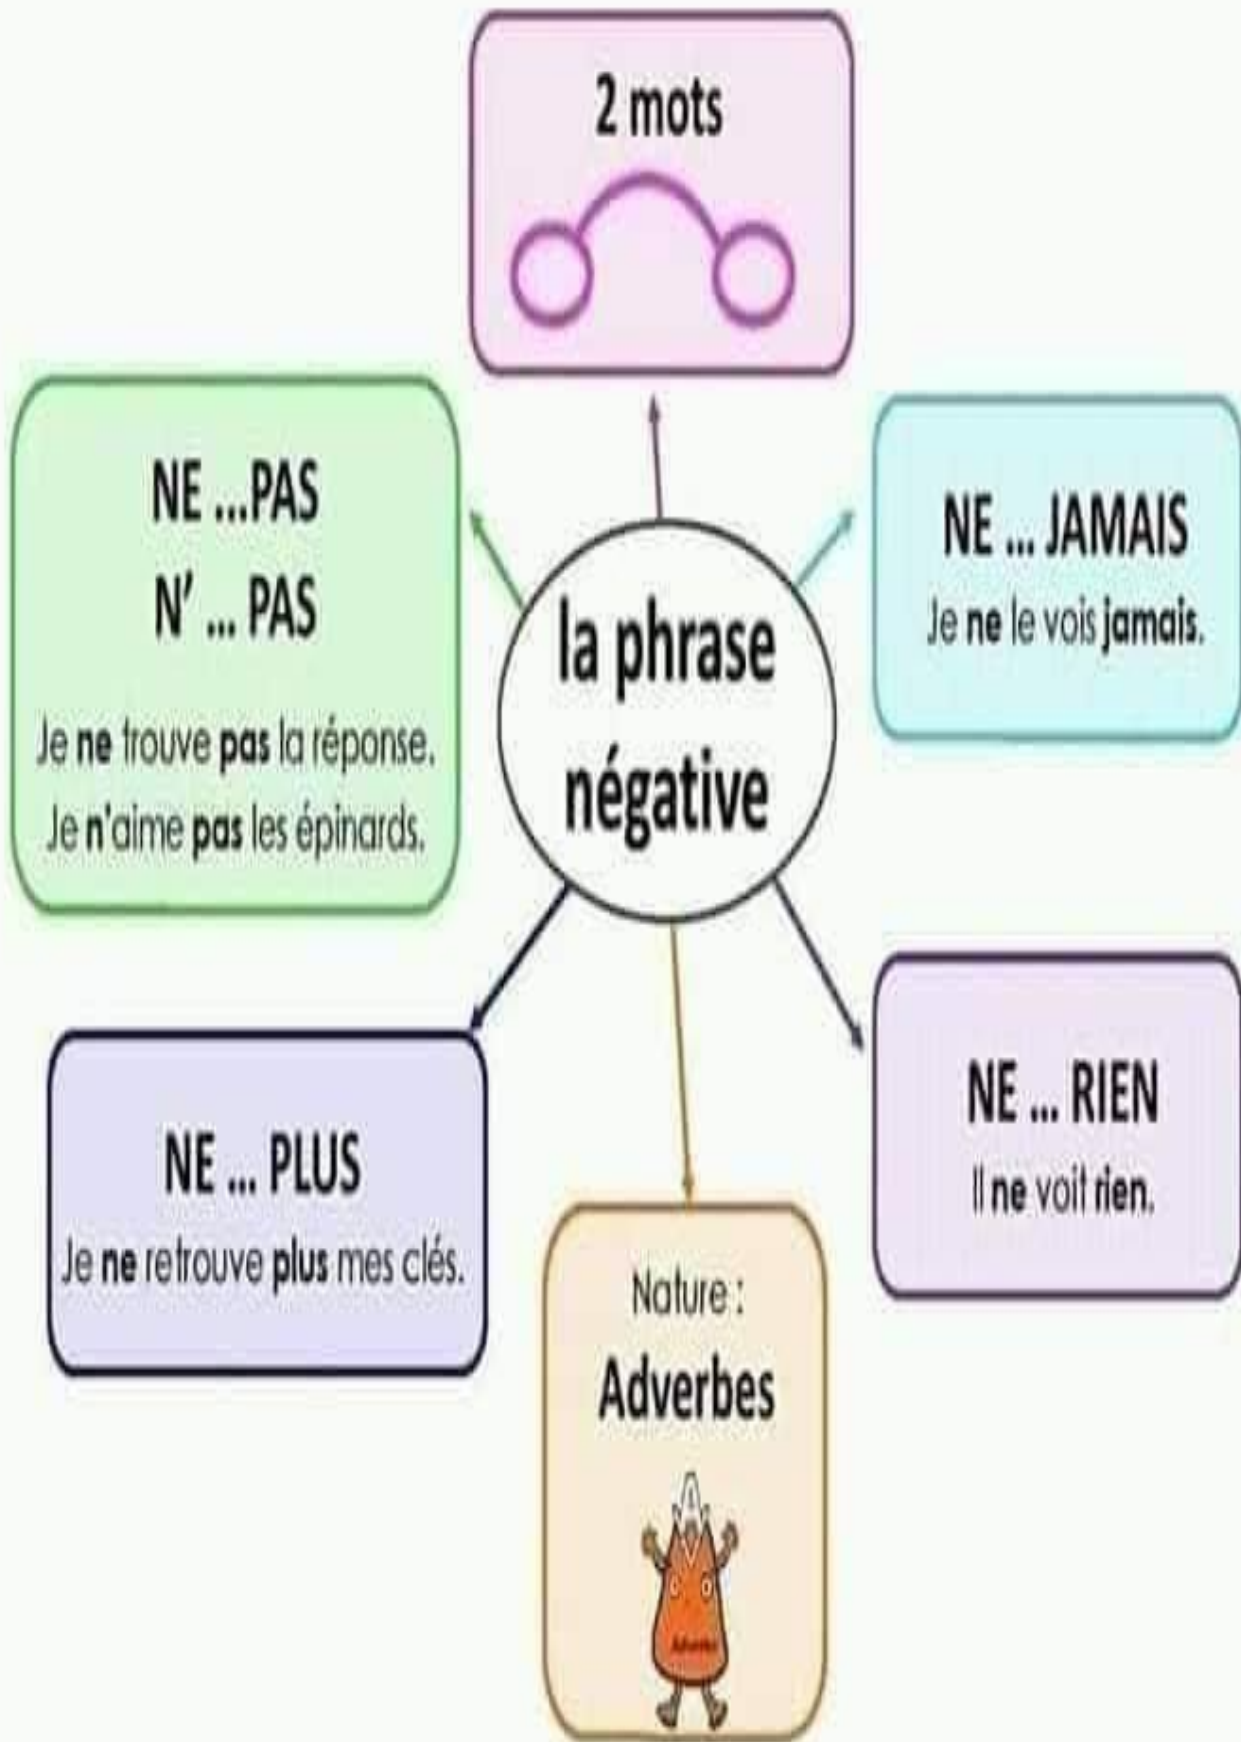 2 mots
NE ...PAS
N' ... PAS
Je ne trouve pas la réponse.
Je n'aime pas les épinards.
NE ... JAMAIS
Je ne le vois jamais.
la phrase
négative
NE ... PLUS
Je ne retrouve plus mes clés.
NE ... RIEN
Il ne voit rien.
Nature :
Adverbes